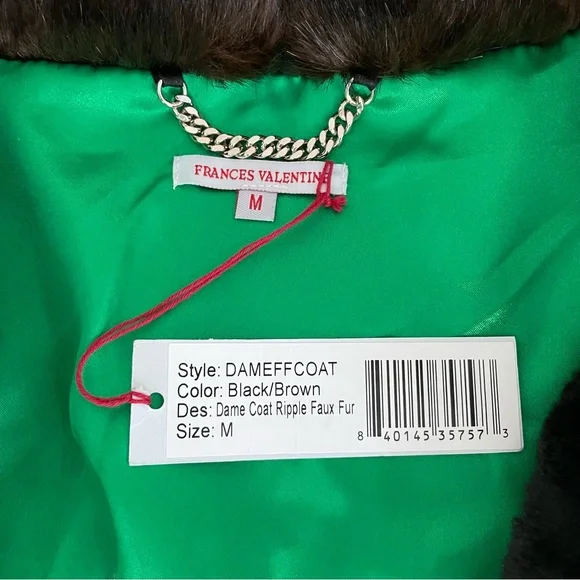 FRANCES VALENTINE
M
Style: DAMEFFCOAT
Color: Black/Brown
Des: Dame Coat Ripple Faux Fur
Size: M
8 40145 35757 3